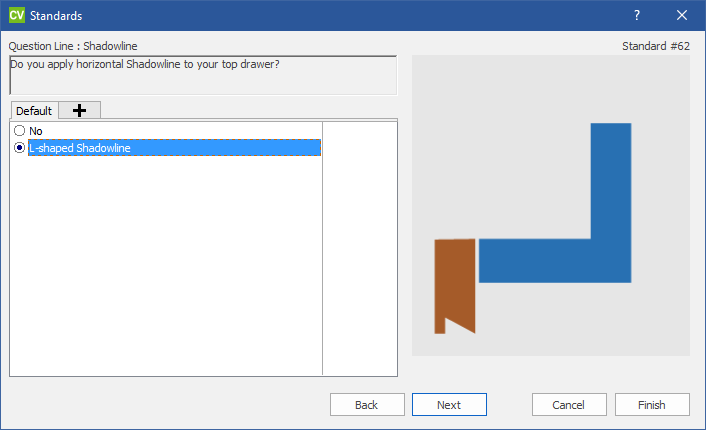 CV Standards ?
Question Line : Shadowline Standard #62
Do you apply horizontal Shadowline to your top drawer?
Default
No
L-shaped Shadowline
Back Next Cancel Finish